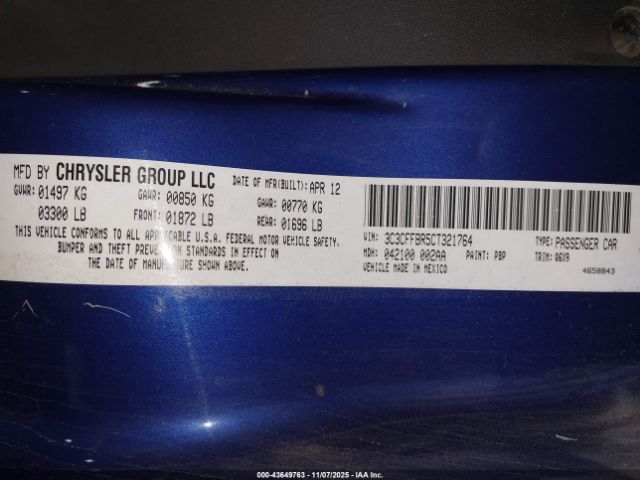 MFD BY CHRYSLER GROUP LLC DATE OF MFR(BUILT): APR 12
GVWR: 01497 KG GAWR: 00850 KG GAWR: 00770 KG
03300 LB FRONT: 01872 LB REAR: 01696 LB
THIS VEHICLE CONFORMS TO ALL APPLICABLE U.S.A. FEDERAL MOTOR VEHICLE SAFETY,
BUMPER AND THEFT PREVENTION STANDARDS IN EFFECT ON
THE DATE OF MANUFACTURE SHOWN ABOVE.
VIN: 3C3CFFBR5CT321764 TYPE: PASSENGER CAR
MDH: 042100 002AA PAINT: PBP TRIM: Q6X9
VEHICLE MADE IN MEXICO 4658843
000-43649763 - 11/07/2025 - IAA Inc.